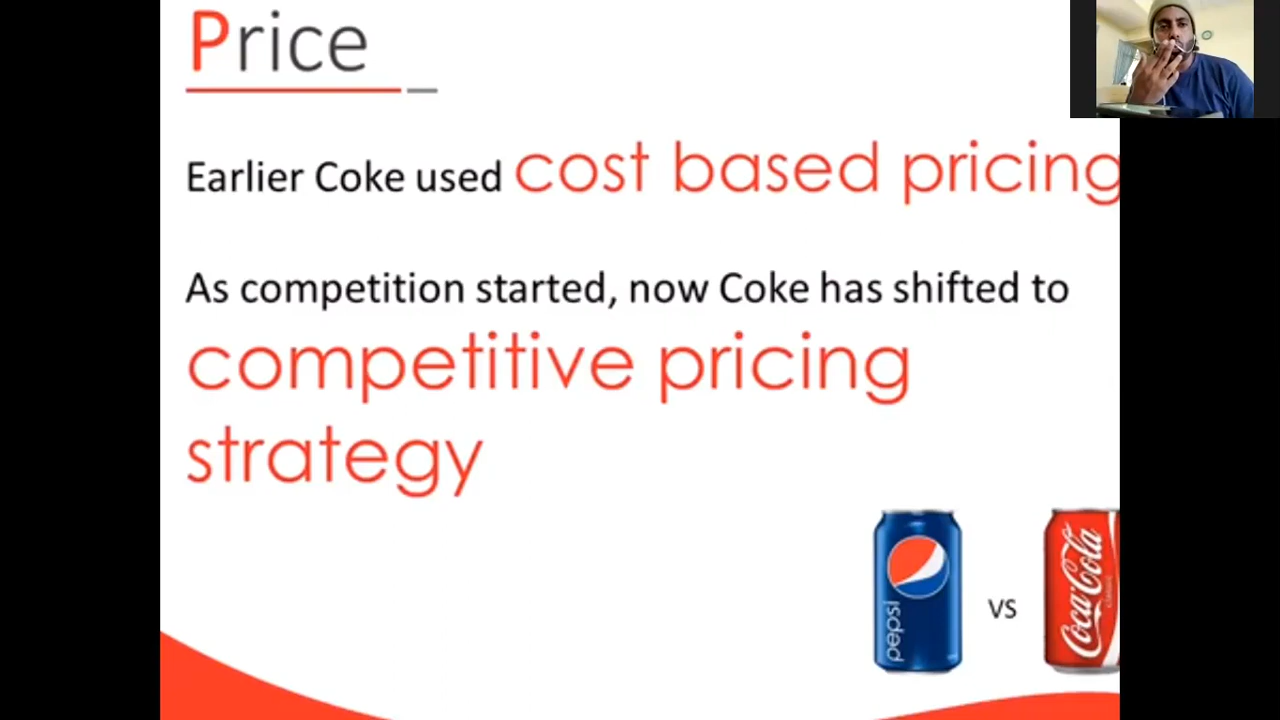 Price
Earlier Coke used cost based pricing
As competition started, now Coke has shifted to
competitive pricing
strategy
pepsi
VS
Coca-Cola